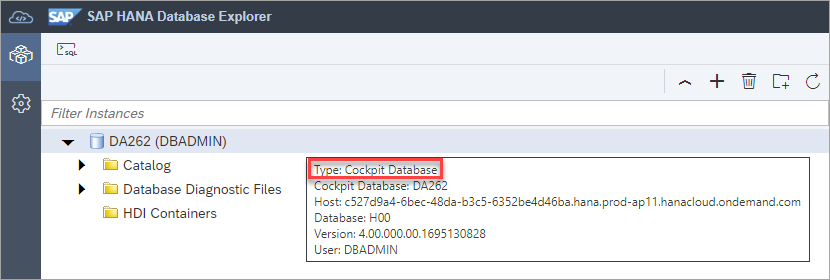 SAP SAP HANA Database Explorer
SQL
Filter Instances
DA262 (DBADMIN)
Catalog
Database Diagnostic Files
HDI Containers
Type: Cockpit Database
Cockpit Database: DA262
Host: c527d9a4-6bec-48da-b3c5-6352be4d46ba.hana.prod-ap11.hanacloud.ondemand.com
Database: H00
Version: 4.00.000.00.1695130828
User: DBADMIN